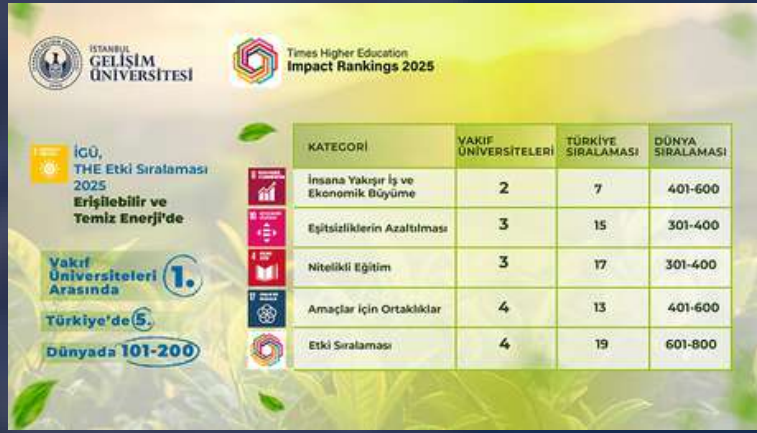 İSTANBUL
GELİŞİM
ÜNİVERSİTESİ
Times Higher Education
Impact Rankings 2025
İGÜ,
THE Etki Sıralaması
2025
Erişilebilir ve
Temiz Enerji'de
Vakıf
Üniversiteleri
Arasında
1.
Türkiye'de 5.
Dünyada 101-200
KATEGORİ
VAKIF
ÜNİVERSİTELERİ
TÜRKİYE
SIRALAMASI
DÜNYA
SIRALAMASI
İnsana Yakışır İş ve
Ekonomik Büyüme
2
7
401-600
Eşitsizliklerin Azaltılması
3
15
301-400
Nitelikli Eğitim
3
17
301-400
Amaçlar için Ortaklıklar
4
13
401-600
Etki Sıralaması
4
19
601-800